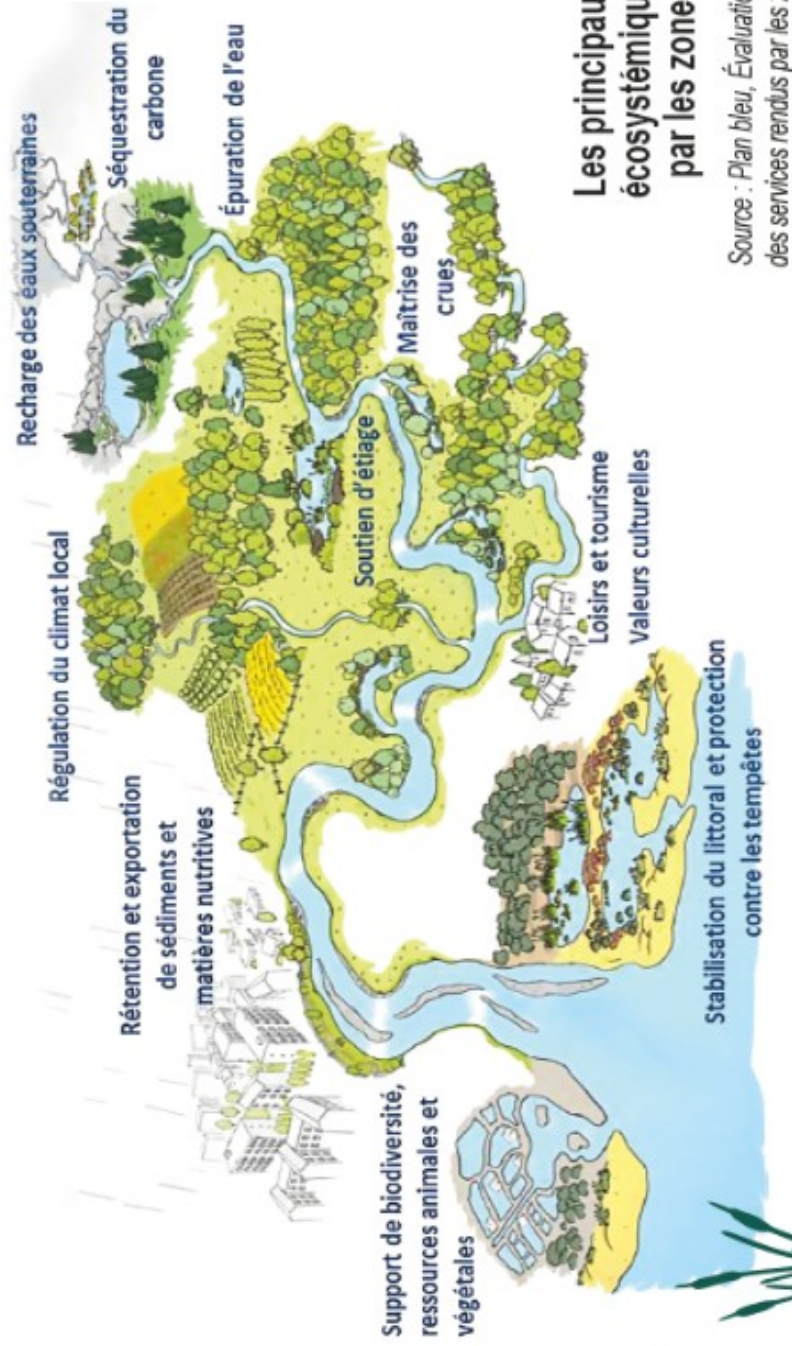 Recharge des eaux souterraines
Séquestration du
carbone
Épuration de l'eau
Régulation du climat local
Rétention et exportation
de sédiments et
matières nutritives
Soutien d'étiage
Maîtrise des
crues
Support de biodiversité,
ressources animales et
végétales
Loisirs et tourisme
Valeurs culturelles
Stabilisation du littoral et protection
contre les tempêtes
Les principau
écosystémiqu
par les zone
Source : Plan bleu, Évaluatio
des services rendus par les